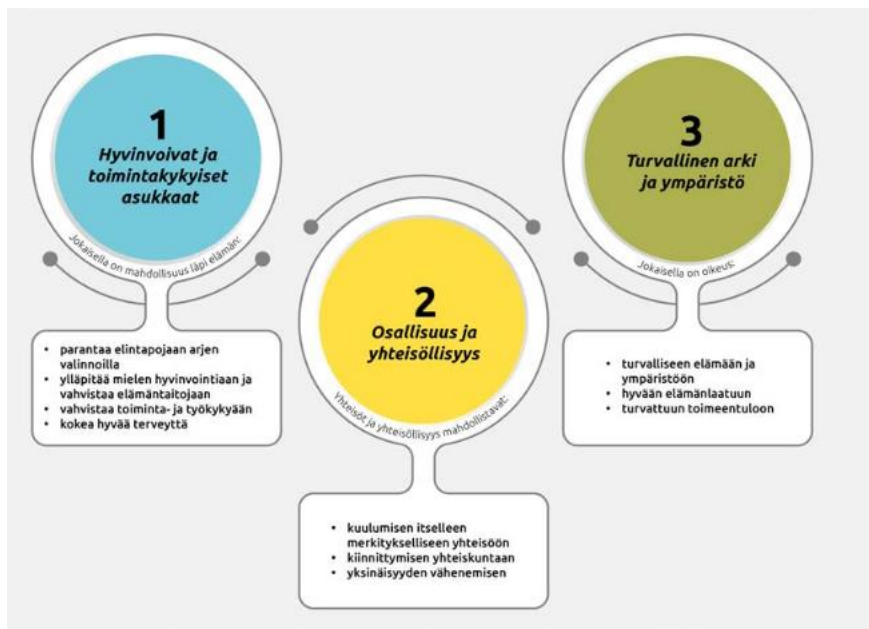 1
Hyvinvoivat ja
toimintakykyiset
asukkaat
Jokaisella on mahdollisuus läpi elämän:
• parantaa elintapojaan arjen
valinnoilla
• ylläpitää mielen hyvinvointiaan ja
vahvistaa elämäntaitojaan
• vahvistaa toiminta- ja työkykyään
• kokea hyvää terveyttä
2
Osallisuus ja
yhteisöllisyys
Yhteisöt ja yhteisöllisyys mahdollistavat:
• kuulumisen itselleen
merkitykselliseen yhteisöön
• kiinnittymisen yhteiskuntaan
• yksinäisyyden vähenemisen
3
Turvallinen arki
ja ympäristö
Jokaisella on oikeus:
• turvalliseen elämään ja
ympäristöön
• hyvään elämänlaatuun
• turvattuun toimeentuloon